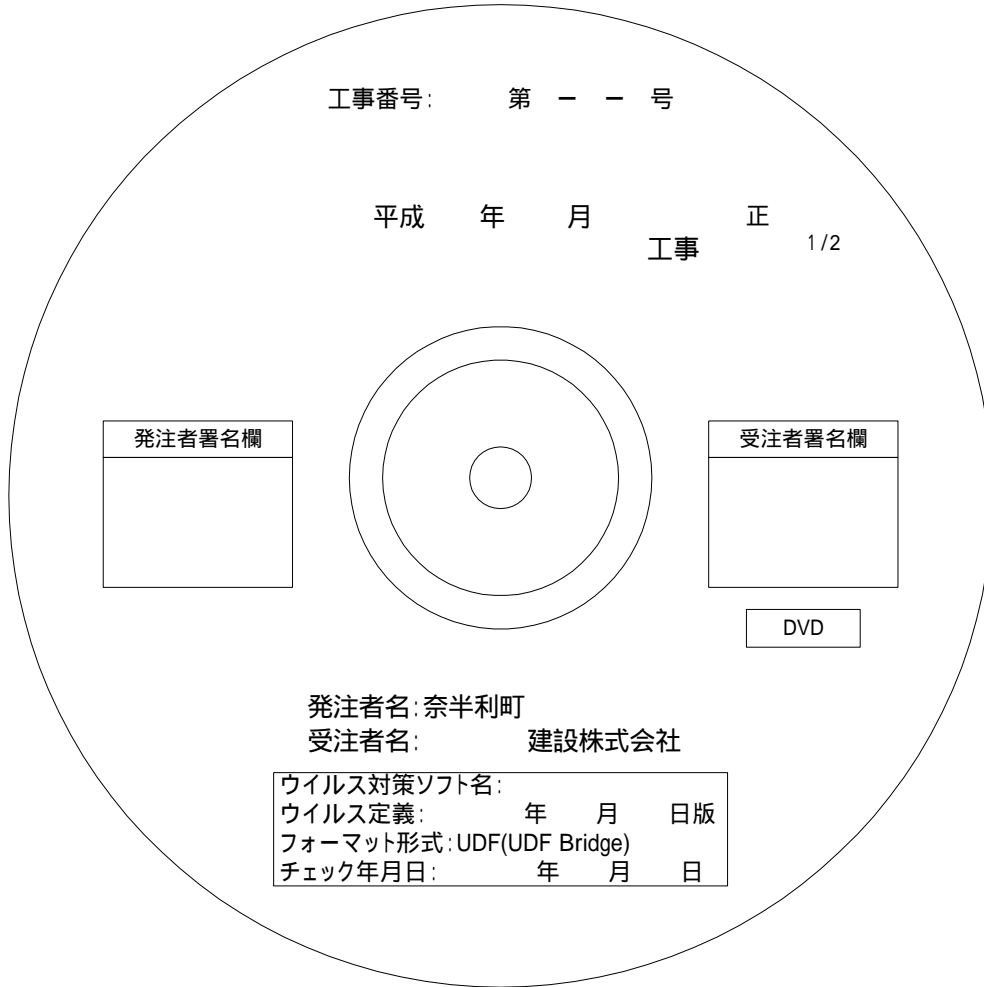 工事番号: 第 － － 号
平成 年 月 正
工事 1/2
発注者署名欄
受注者署名欄
DVD
発注者名:奈半利町
受注者名: 建設株式会社
ウイルス対策ソフト名:
ウイルス定義: 年 月 日版
フォーマット形式:UDF(UDF Bridge)
チェック年月日: 年 月 日